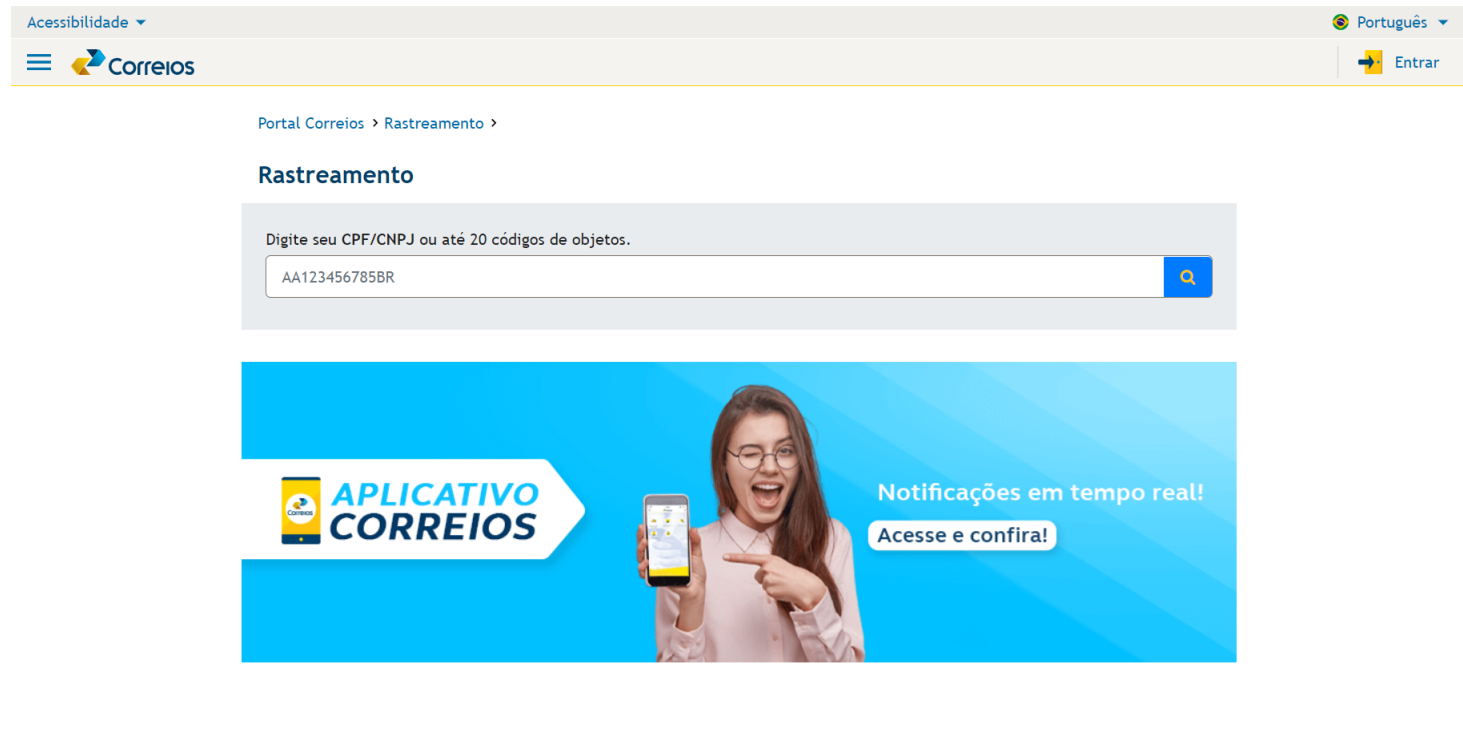 Acessibilidade
Português
Correios
Entrar
Portal Correios > Rastreamento >
Rastreamento
Digite seu CPF/CNPJ ou até 20 códigos de objetos.
AA123456785BR
Correios
APLICATIVO
CORREIOS
Notificações em tempo real!
Acesse e confira!